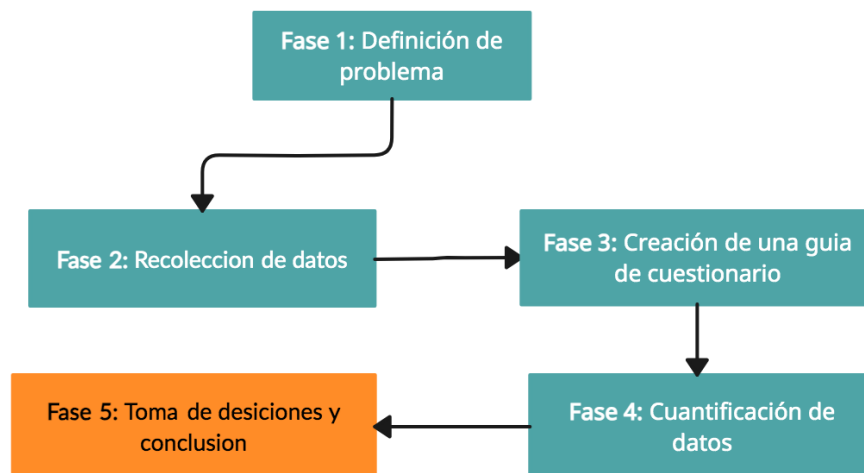 Fase 1: Definición de
problema
Fase 2: Recoleccion de datos
Fase 3: Creación de una guia
de cuestionario
Fase 4: Cuantificación de
datos
Fase 5: Toma de desiciones y
conclusion